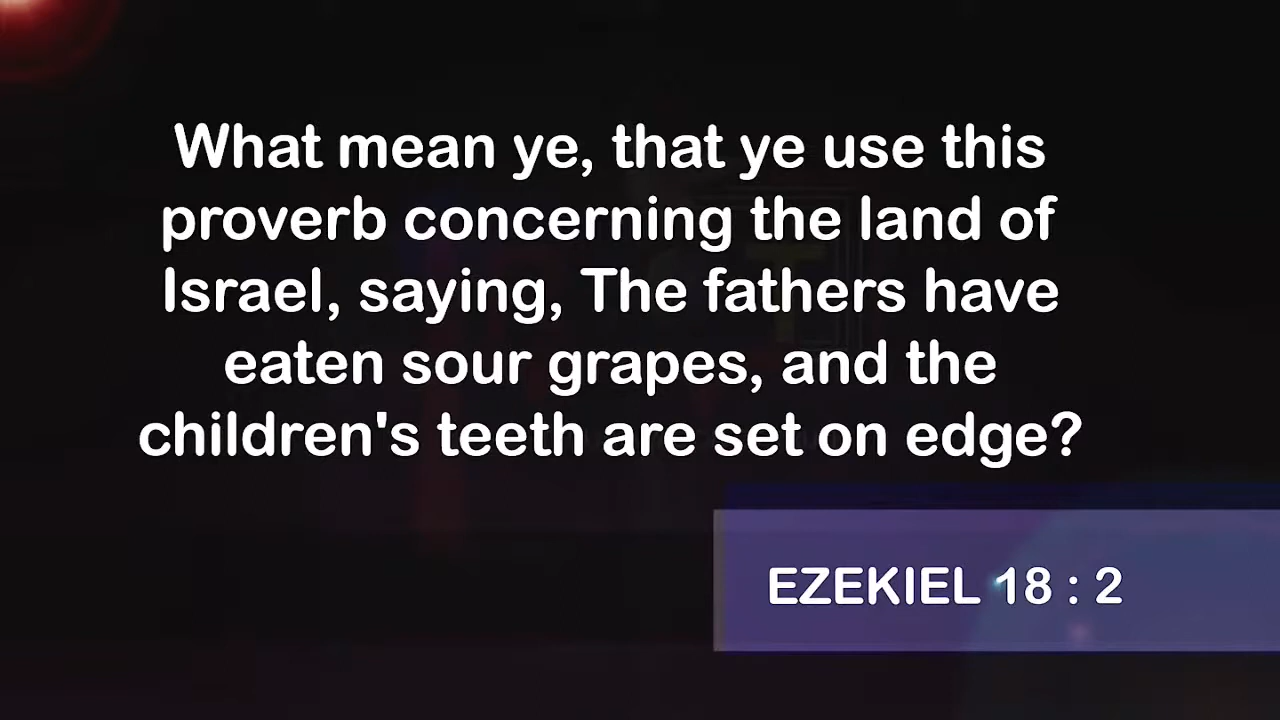 What mean ye, that ye use this
proverb concerning the land of
Israel, saying, The fathers have
eaten sour grapes, and the
children's teeth are set on edge?
EZEKIEL 18 : 2